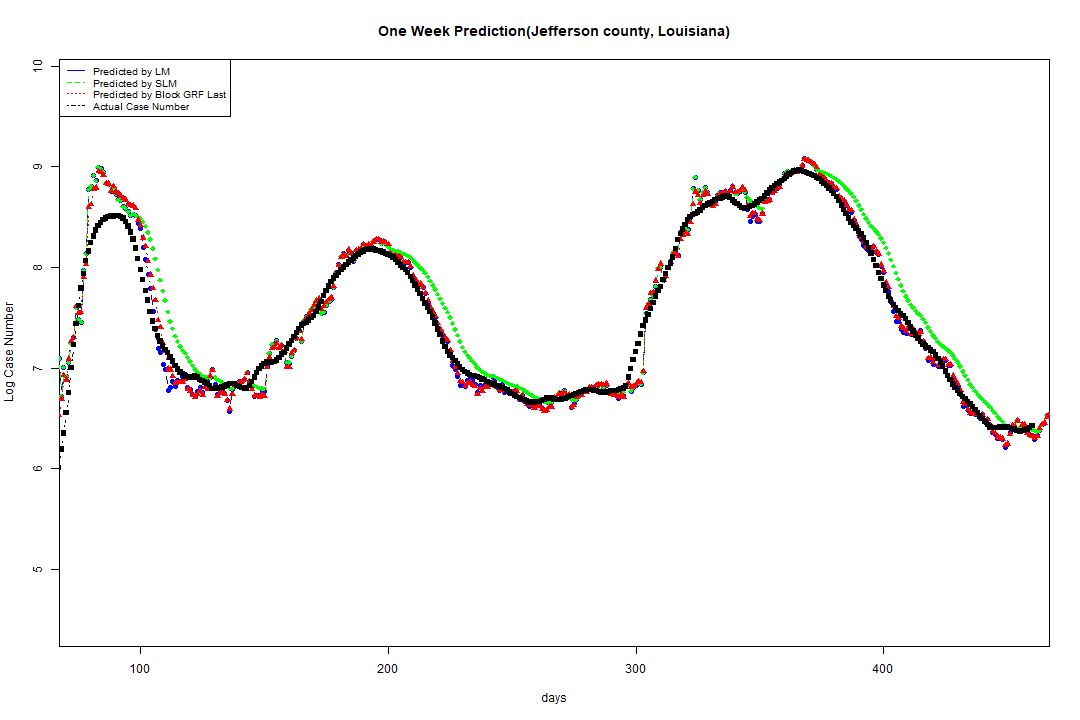 One Week Prediction(Jefferson county, Louisiana)
Predicted by LM
Predicted by SLM
Predicted by Block GRF Last
Actual Case Number
10
9
8
7
6
5
Log Case Number
100 200 300 400
days